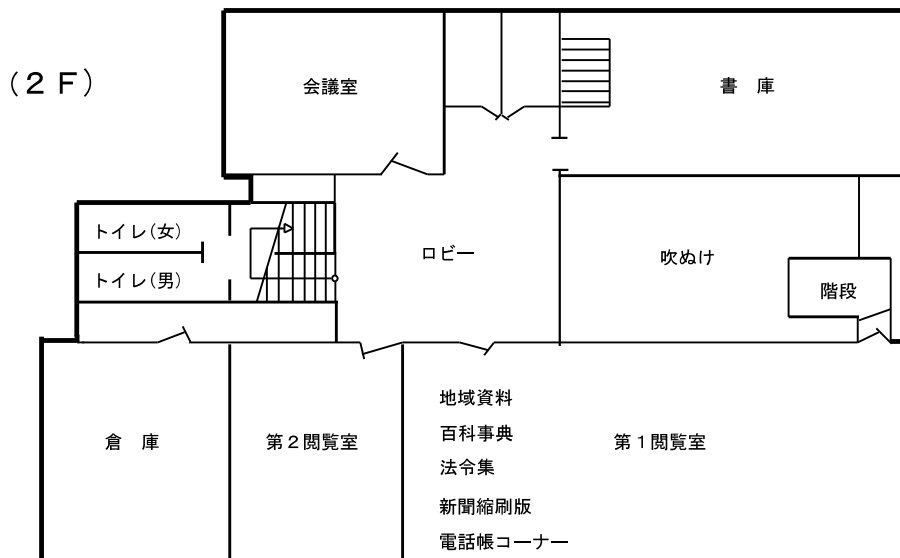 (２Ｆ)
会議室
書　庫
トイレ(女)
ロビー
吹ぬけ
トイレ(男)
階段
地域資料
百科事典
倉　庫
第２閲覧室
第１閲覧室
法令集
新聞縮刷版
電話帳コーナー